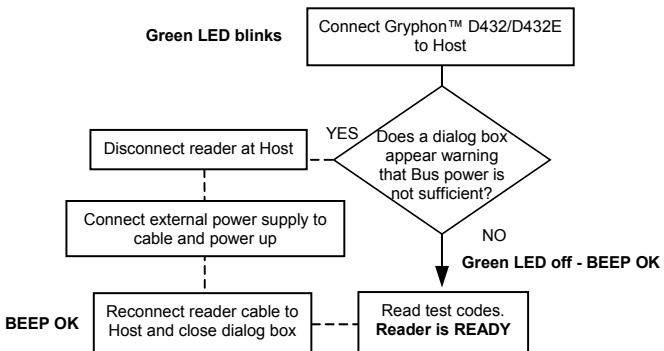 Green LED blinks
Connect Gryphon™ D432/D432E
to Host
YES
Does a dialog box
appear warning
that Bus power is
not sufficient?
Disconnect reader at Host
Connect external power supply to
cable and power up
NO
Green LED off - BEEP OK
BEEP OK
Reconnect reader cable to
Host and close dialog box
Read test codes.
Reader is READY